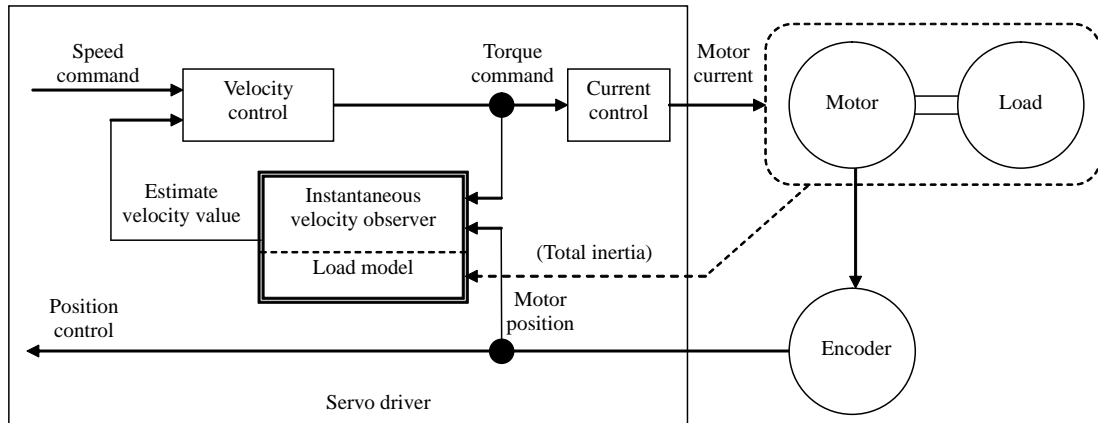 Speed
command
Velocity
control
Torque
command
Current
control
Motor
current
Motor
Load
Estimate
velocity value
Instantaneous
velocity observer
Load model
(Total inertia)
Position
control
Motor
position
Encoder
Servo driver